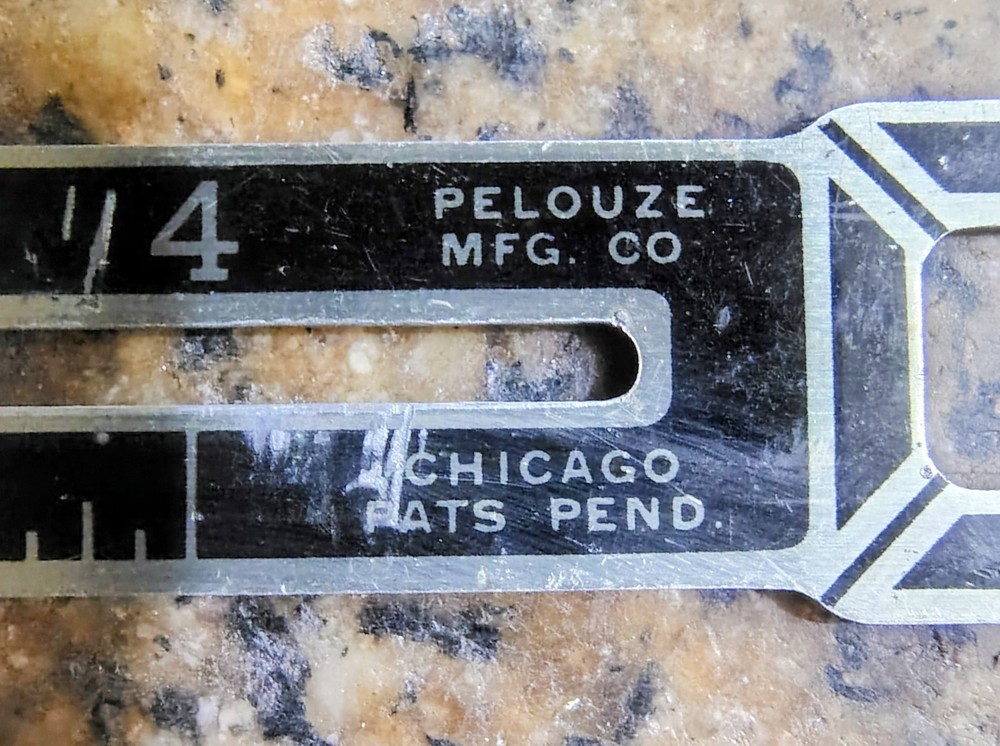 4
PELOUZE
MFG. CO
CHICAGO
PATS PEND.